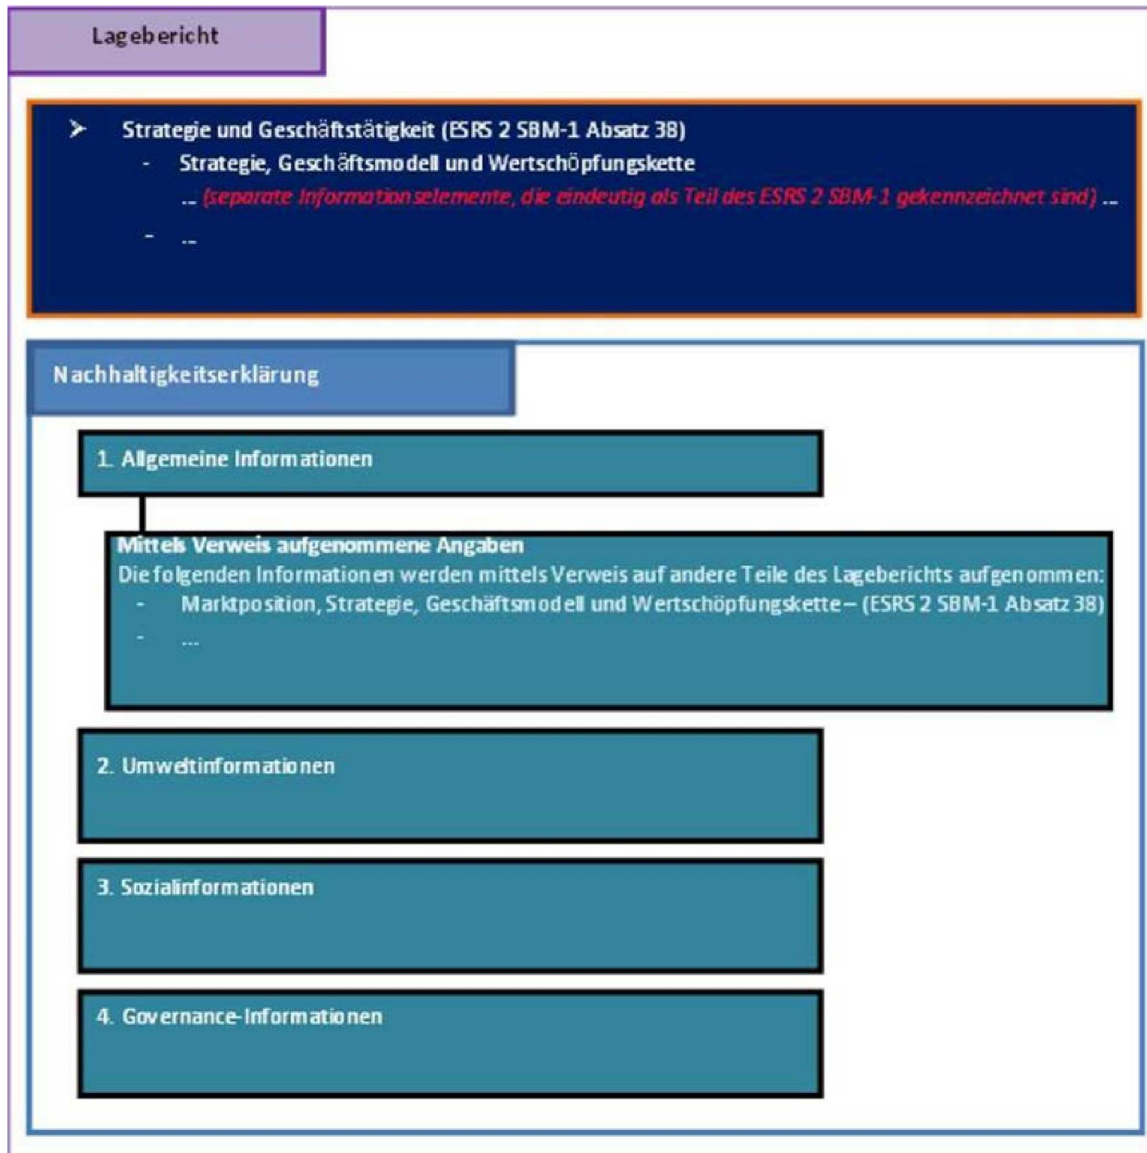 Lagebericht
➢ Strategie und Geschäftstätigkeit (ESRS 2 SBM-1 Absatz 38)
- Strategie, Geschäftsmodell und Wertschöpfungskette
... (separate Informationselemente, die eindeutig als Teil des ESRS 2 SBM-1 gekennzeichnet sind) ...
- ...
Nachhaltigkeitserklärung
1. Allgemeine Informationen
Mittels Verweis aufgenommene Angaben
Die folgenden Informationen werden mittels Verweis auf andere Teile des Lageberichts aufgenommen:
- Marktposition, Strategie, Geschäftsmodell und Wertschöpfungskette – (ESRS 2 SBM-1 Absatz 38)
- ...
2. Umweltinformationen
3. Sozialinformationen
4. Governance-Informationen